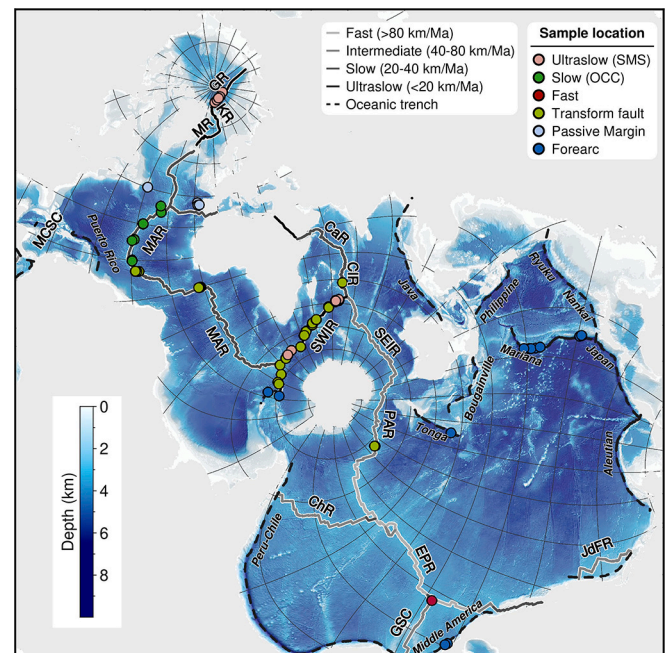 Fast (>80 km/Ma)
Intermediate (40-80 km/Ma)
Slow (20-40 km/Ma)
Ultraslow (<20 km/Ma)
Oceanic trench
Sample location
Ultraslow (SMS)
Slow (OCC)
Fast
Transform fault
Passive Margin
Forearc
GR
KR
MR
MCSC
Puerto Rico
MAR
MAR
CaR
CIR
SWIR
SEIR
Java
Philippine
Ryuku
Nankai
Mariana
Japan
Bougainville
Tonga
Aleutian
PAR
Peru-Chile
ChR
EPR
JdFR
GSC
Middle America
Depth (km)
0
2
4
6
8